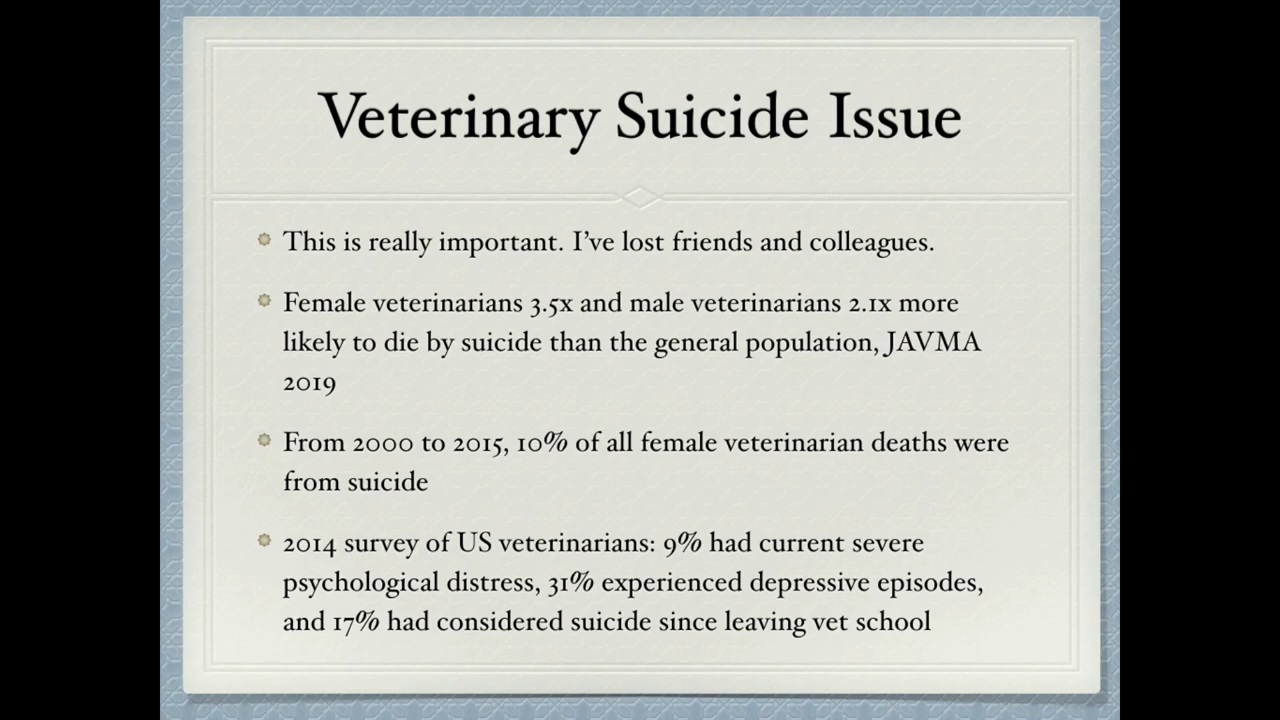 Veterinary Suicide Issue
This is really important. I’ve lost friends and colleagues.
Female veterinarians 3.5x and male veterinarians 2.1x more
likely to die by suicide than the general population, JAVMA
2019
From 2000 to 2015, 10% of all female veterinarian deaths were
from suicide
2014 survey of US veterinarians: 9% had current severe
psychological distress, 31% experienced depressive episodes,
and 17% had considered suicide since leaving vet school